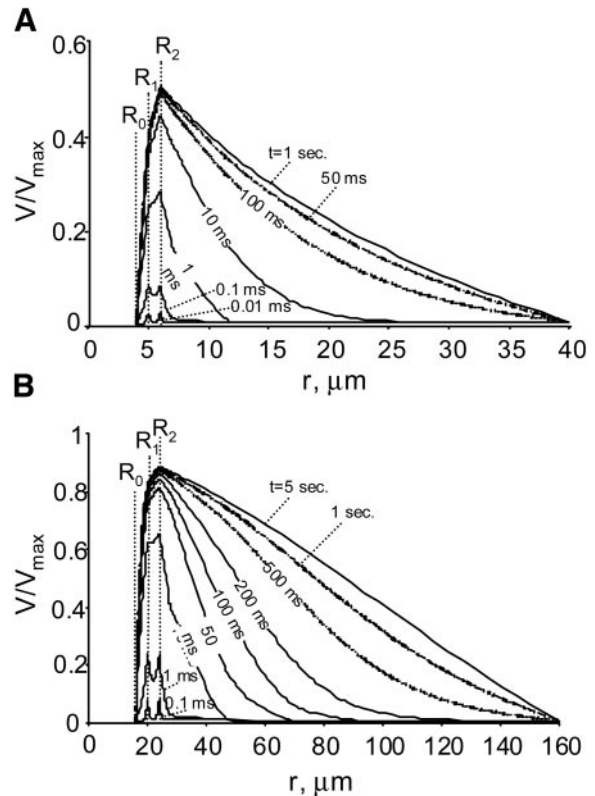 A
0.6
R2
R1
R0
0.4
V/Vmax
t=1 sec.
50 ms
100 ms
0.2
10 ms
1 ms
0.1 ms
0.01 ms
0
0 5 10 15 20 25 30 35 40
r, μm
B
1
R2
R1
R0
0.8
t=5 sec.
1 sec.
0.6
V/Vmax
500 ms
0.4
200 ms
100 ms
50
ms
0.2
1 ms
0.1 ms
0
0 20 40 60 80 100 120 140 160
r, μm